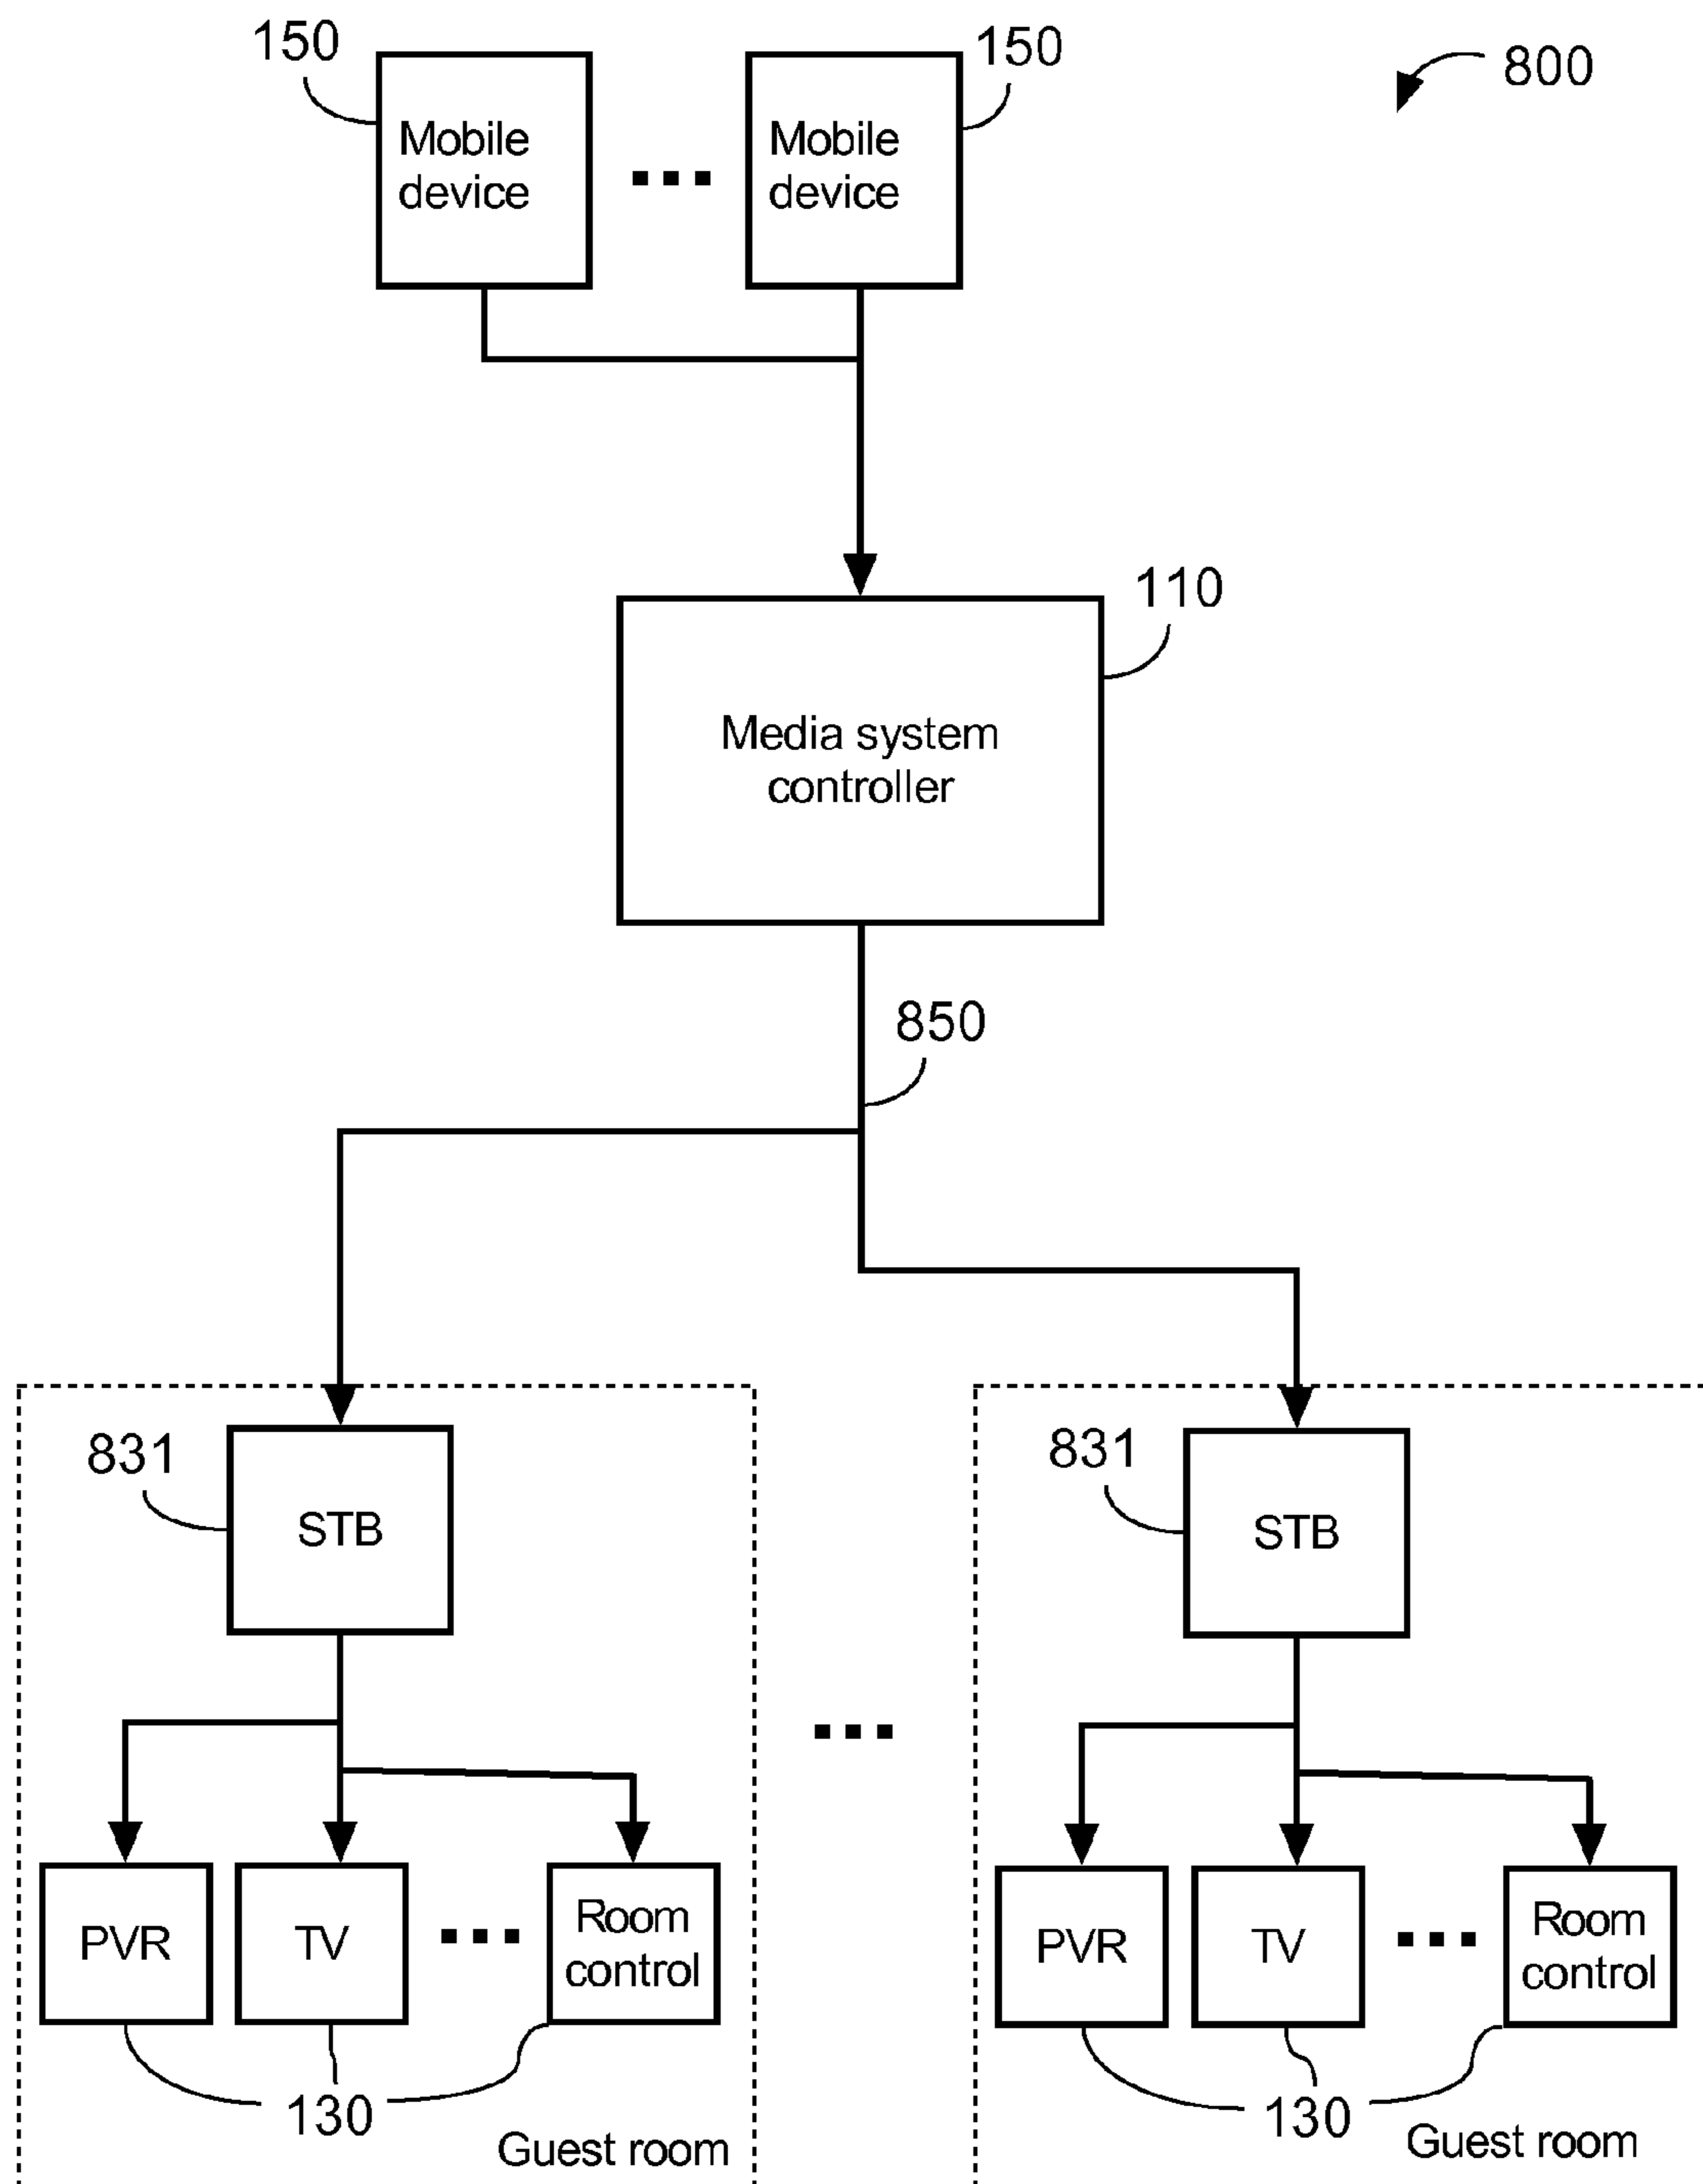 150
150
800
Mobile
device
Mobile
device
110
Media system
controller
850
831
STB
831
STB
PVR
TV
Room
control
PVR
TV
Room
control
130
Guest room
130
Guest room